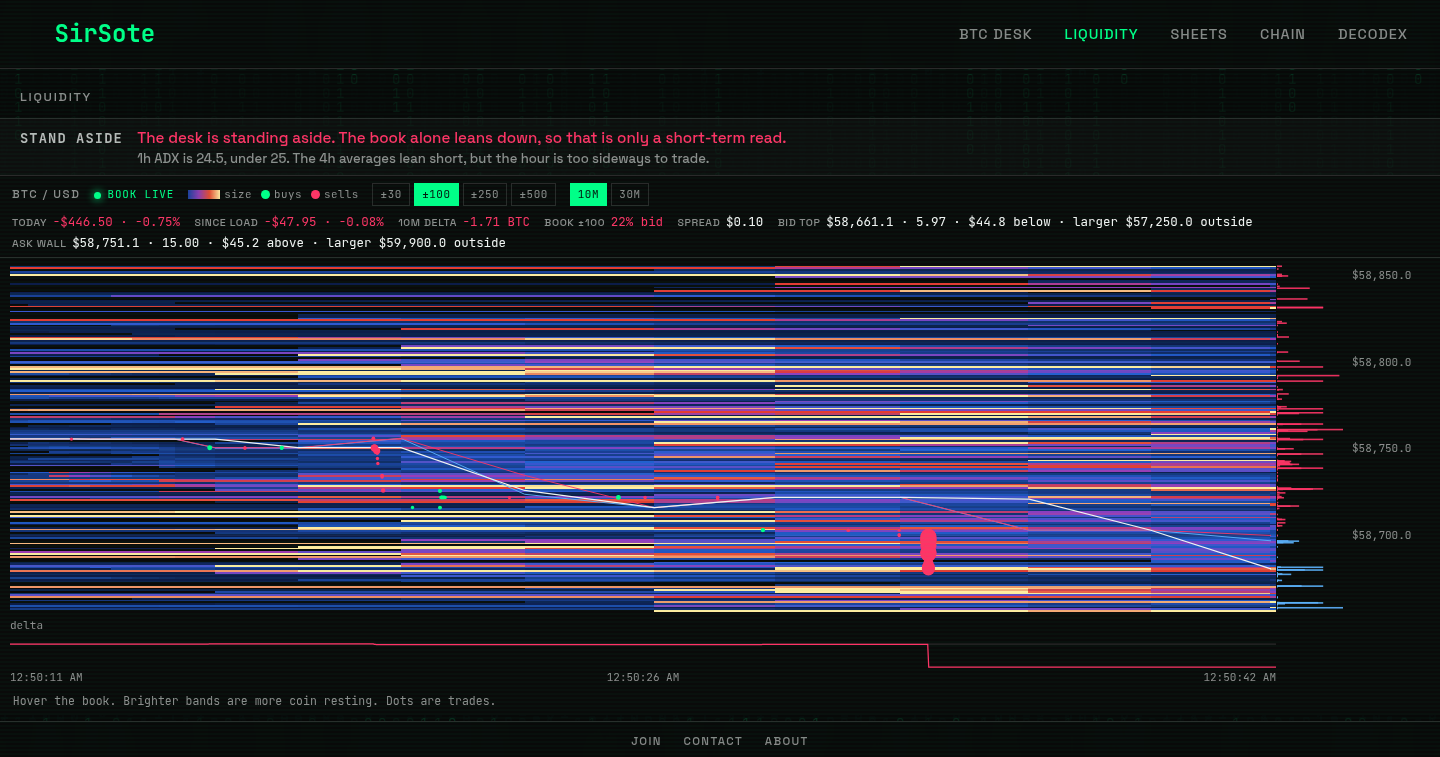 SirSote
BTC DESK LIQUIDITY SHEETS CHAIN DECODEX
LIQUIDITY
STAND ASIDE The desk is standing aside. The book alone leans down, so that is only a short-term read.
1h ADX is 24.5, under 25. The 4h averages lean short, but the hour is too sideways to trade.
BTC / USD BOOK LIVE size buys sells ±30 ±100 ±250 ±500 10M 30M
TODAY -$446.50 · -0.75% SINCE LOAD -$47.95 · -0.08% 10M DELTA -1.71 BTC BOOK ±100 22% bid SPREAD $0.10 BID TOP $58,661.1 · 5.97 · $44.8 below · larger $57,250.0 outside
ASK WALL $58,751.1 · 15.00 · $45.2 above · larger $59,900.0 outside
$58,850.0
$58,800.0
$58,750.0
$58,700.0
delta
12:50:11 AM 12:50:26 AM 12:50:42 AM
Hover the book. Brighter bands are more coin resting. Dots are trades.
JOIN CONTACT ABOUT